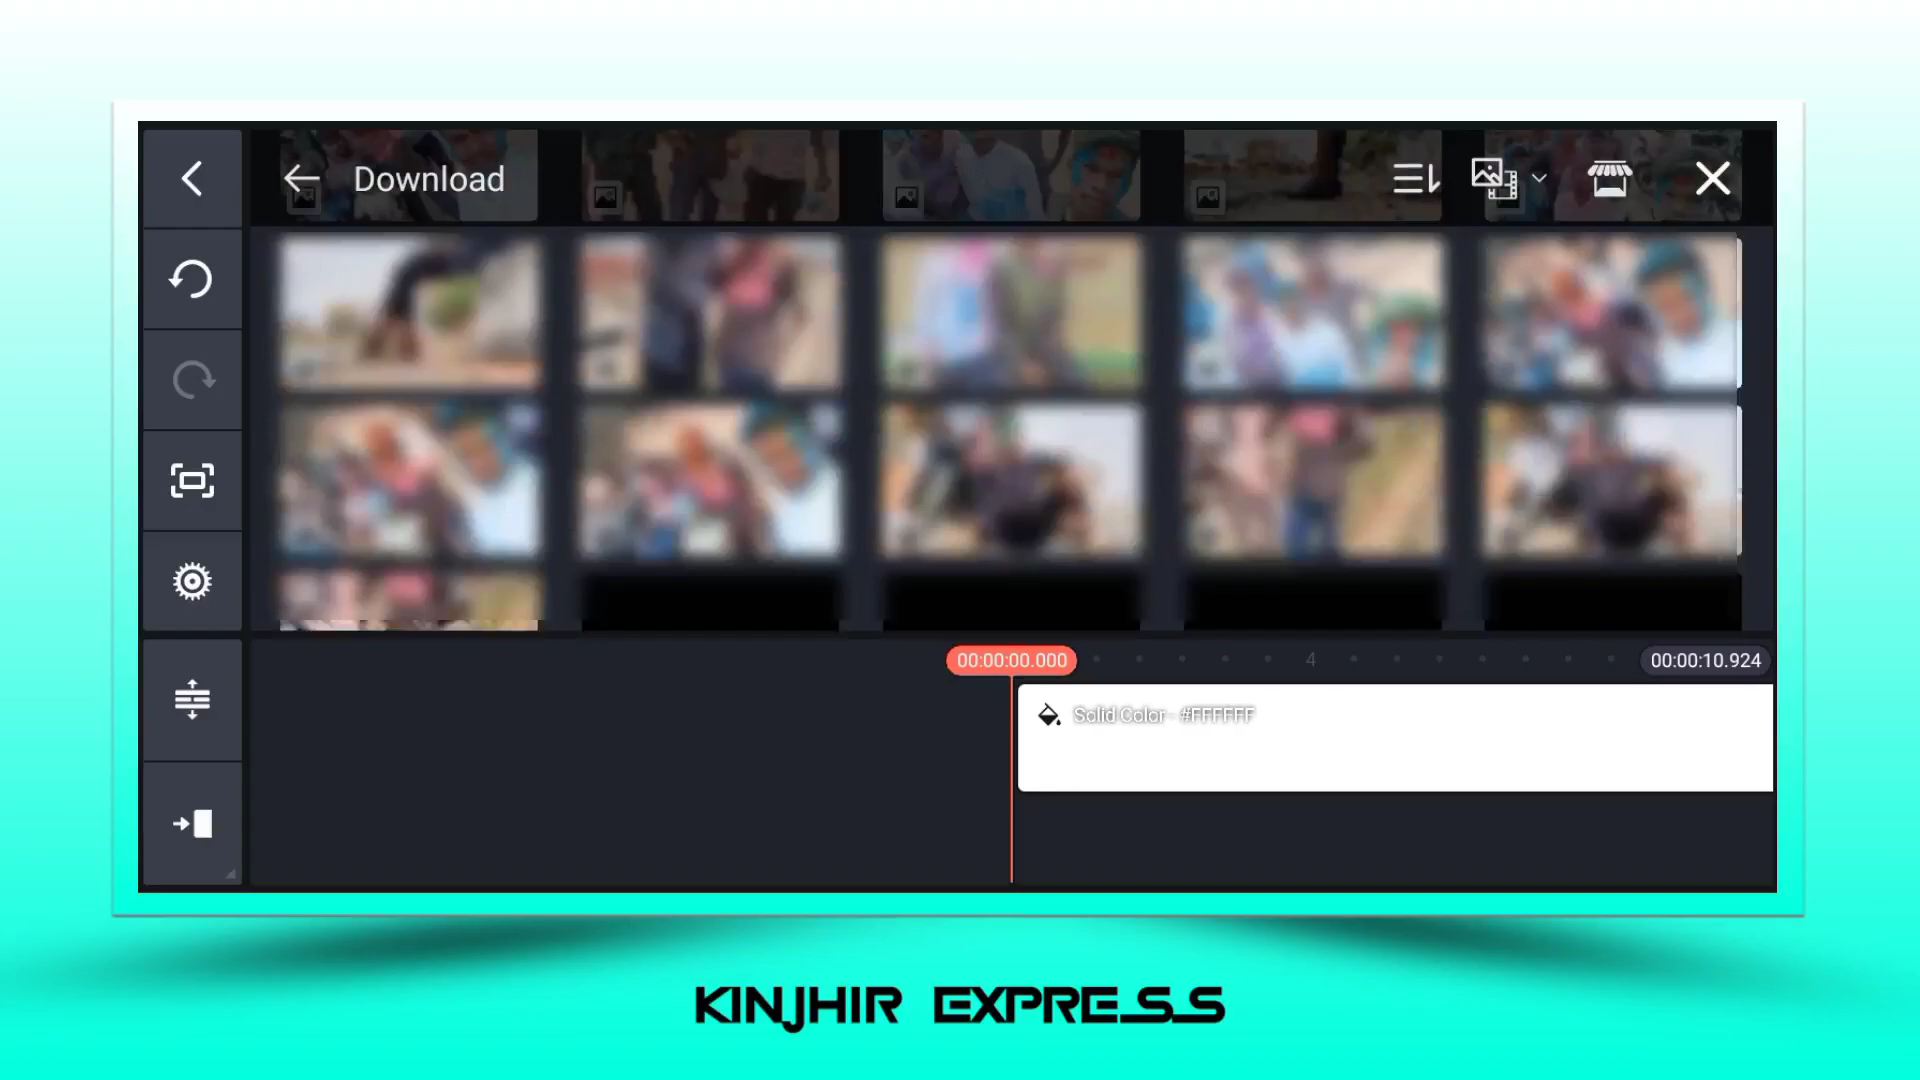 Download
00:00:00.000
4
00:00:10.924
Solid Color - #FFFFFF
KINJHIR EXPRESS